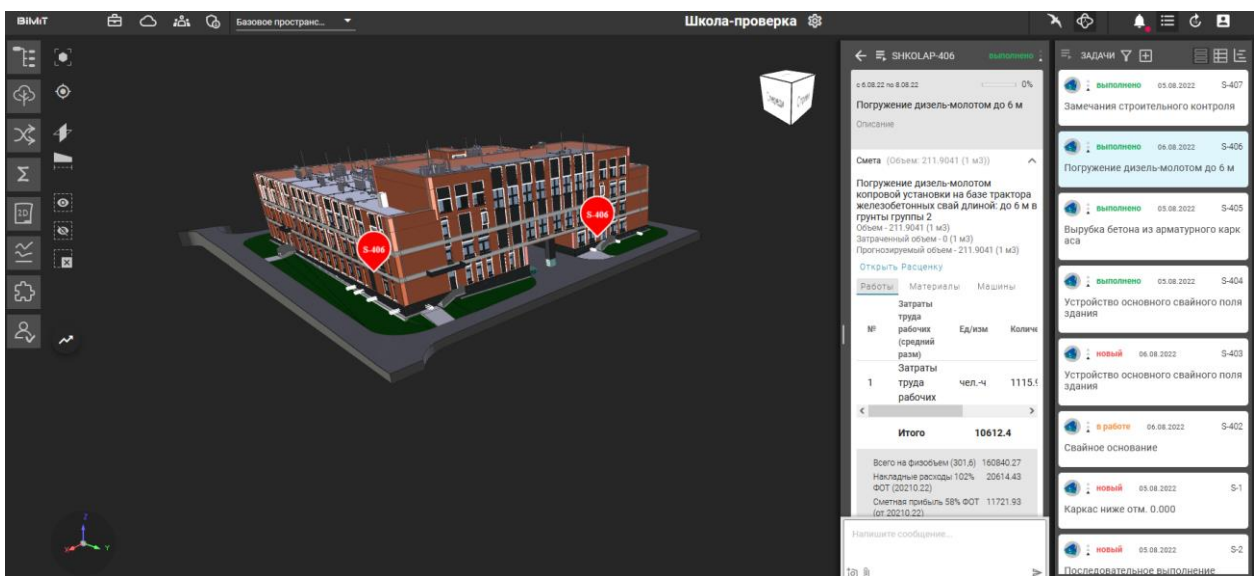 BIMIT
Базовое пространс...
Школа-проверка
SHKOLAP-406
выполнено
с 6.08.22 по 8.08.22
0%
Погружение дизель-молотом до 6 м
Описание
Смета (Объем: 211.9041 (1 м3))
Погружение дизель-молотом
копровой установки на базе трактора
железобетонных свай длиной: до 6 м в
грунты группы 2
Объем - 211.9041 (1 м3)
Затраченный объем - 0 (1 м3)
Прогнозируемый объем - 211.9041 (1 м3)
Открыть Расценку
Работы Материалы Машины
Затраты
труда
№ рабочих Ед/изм Количе
(средний
разм)
Затраты
1 труда чел.-ч 1115.9
рабочих
Итого 10612.4
Всего на физобъем (301,6) 160840.27
Накладные расходы 102% 20614.43
ФОТ (20210.22)
Сметная прибыль 58% ФОТ 11721.93
(от 20210.22)
Напишите сообщение...
ЗАДАЧИ
выполнено 05.08.2022 S-407
Замечания строительного контроля
выполнено 06.08.2022 S-406
Погружение дизель-молотом до 6 м
выполнено 05.08.2022 S-405
Вырубка бетона из арматурного карк
аса
выполнено 05.08.2022 S-404
Устройство основного свайного поля
здания
новый 06.08.2022 S-403
Устройство основного свайного поля
здания
в работе 06.08.2022 S-402
Свайное основание
новый 05.08.2022 S-1
Каркас ниже отм. 0.000
новый 05.08.2022 S-2
Последовательное выполнение
S-406
S-406
2D
Z
X
Y